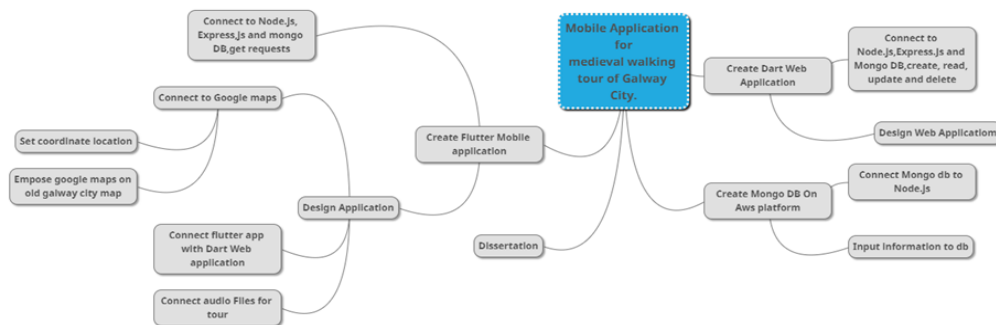 Mobile Application
for
medieval walking
tour of Galway
City.
Connect to Node.Js,
Express,Js and mongo
DB,get requests
Connect to Google maps
Set coordinate location
Empose google maps on
old galway city map
Create Flutter Mobile
application
Design Application
Connect flutter app
with Dart Web
application
Connect audio Files for
tour
Dissertation
Create Dart Web
Application
Connect to
Node.Js,Express.Js and
Mongo DB,create, read,
update and delete
Design Web Applicatiom
Create Mongo DB On
Aws platform
Connect Mongo db to
Node.Js
Input information to db